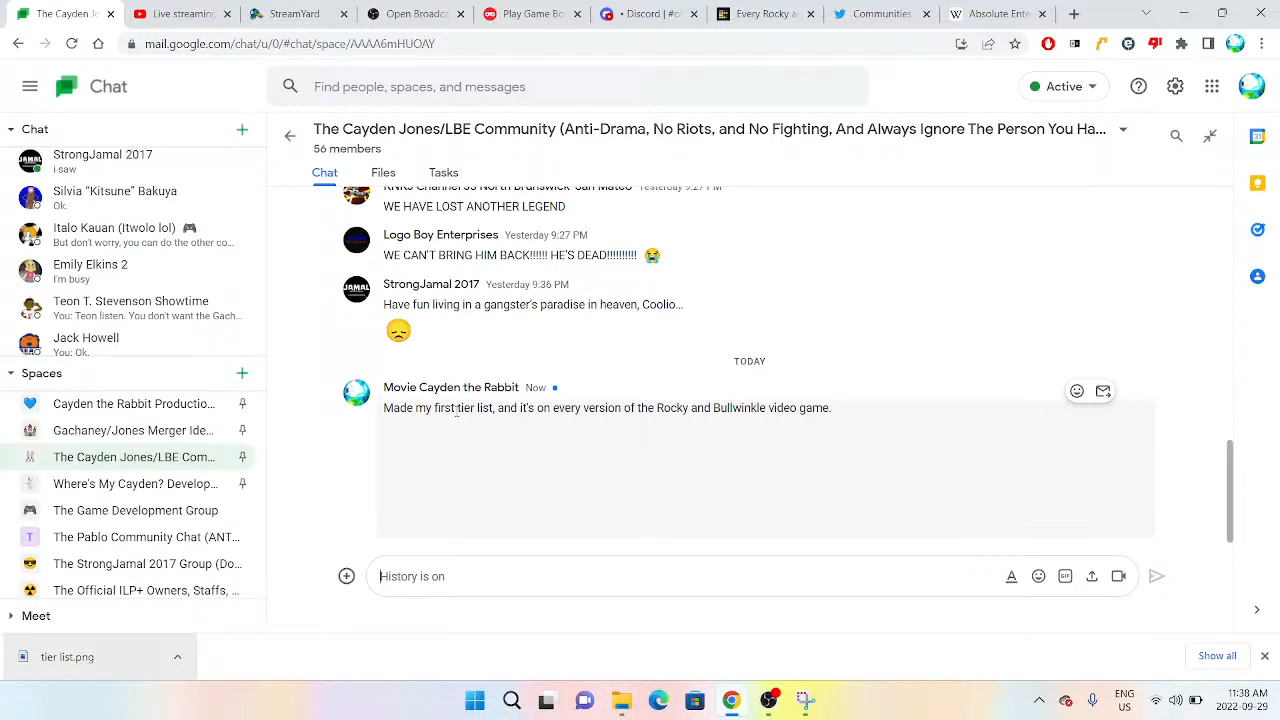 The Cayden Jo
Live streaming
StreamYard
Open Broadc
Play Game Bo
• Discord | #c
Every Rocky a
Communities
Absolute Ente
mail.google.com/chat/u/0/#chat/space/AAAA6mHUOAY
Chat
Find people, spaces, and messages
Active
Chat
StrongJamal 2017
i saw
Silvia “Kitsune” Bakuya
Ok.
Italo Kauan (Itwolo lol) 🎮
But don't worry, you can do the other co...
Emily Elkins 2
I'm busy
Teon T. Stevenson Showtime
You: Teon listen. You don't want the Gach...
Jack Howell
You: Ok.
Spaces
Cayden the Rabbit Productio...
Gachaney/Jones Merger Ide...
The Cayden Jones/LBE Com...
Where's My Cayden? Develop...
The Game Development Group
T The Pablo Community Chat (ANT...
The StrongJamal 2017 Group (Do...
The Official ILP+ Owners, Staffs, ...
Meet
The Cayden Jones/LBE Community (Anti-Drama, No Riots, and No Fighting, And Always Ignore The Person You Ha...
56 members
Chat Files Tasks
Yesterday 9:27 PM
WE HAVE LOST ANOTHER LEGEND
Logo Boy Enterprises Yesterday 9:27 PM
WE CAN'T BRING HIM BACK!!!!!! HE'S DEAD!!!!!!!!!! 😭
StrongJamal 2017 Yesterday 9:36 PM
Have fun living in a gangster's paradise in heaven, Coolio...
😞
TODAY
Movie Cayden the Rabbit Now
Made my first tier list, and it's on every version of the Rocky and Bullwinkle video game.
History is on
GIF
tier list.png
Show all
ENG
US
11:38 AM
2022-09-29